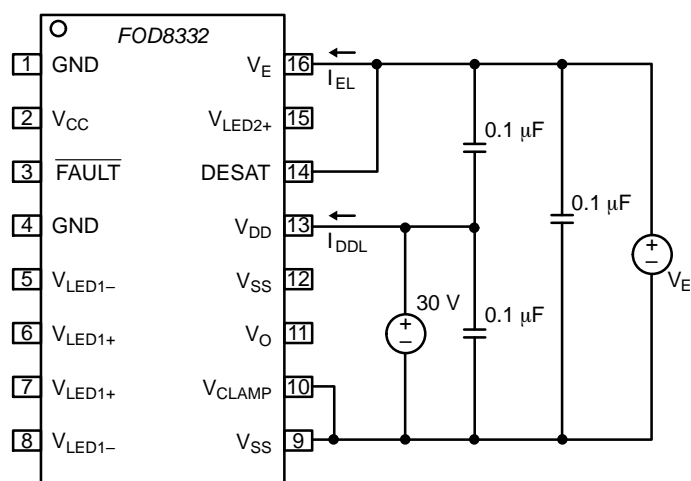 FOD8332
1 GND VE 16
IEL
2 VCC VLED2+ 15
0.1 μF
3 FAULT DESAT 14
0.1 μF
4 GND VDD 13
IDDL
5 VLED1– VSS 12
+
–
VE
30 V
0.1 μF
6 VLED1+ VO 11
+
–
7 VLED1+ VCLAMP 10
8 VLED1– VSS 9